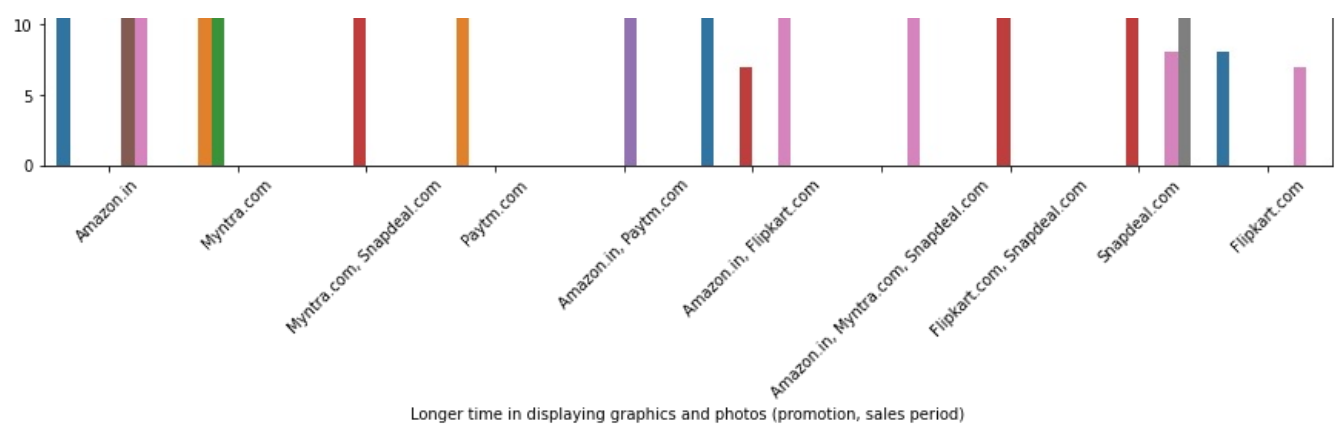 10
5
0
Amazon.in
Myntra.com
Myntra.com, Snapdeal.com
Paytm.com
Amazon.in, Paytm.com
Amazon.in, Flipkart.com
Amazon.in, Myntra.com, Snapdeal.com
Flipkart.com, Snapdeal.com
Snapdeal.com
Flipkart.com
Longer time in displaying graphics and photos (promotion, sales period)